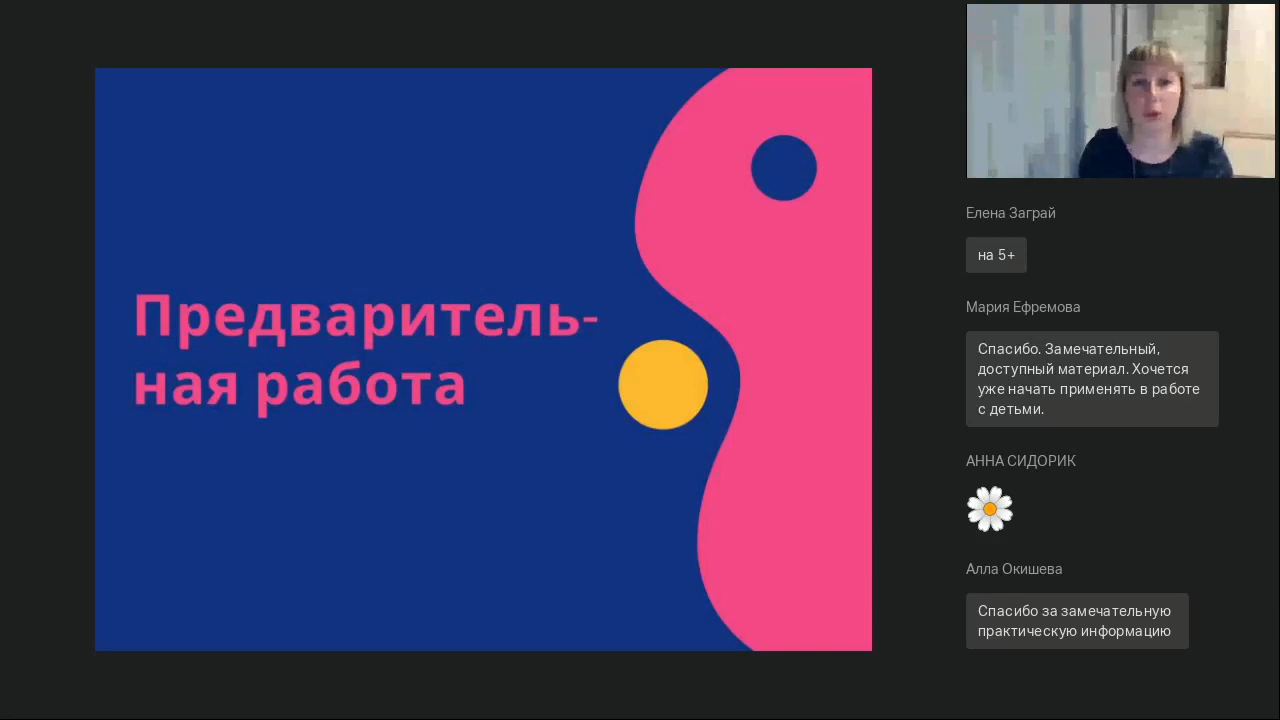 Предваритель-
ная работа
Елена Заграй
на 5+
Мария Ефремова
Спасибо. Замечательный,
доступный материал. Хочется
уже начать применять в работе
с детьми.
АННА СИДОРИК
Алла Окишева
Спасибо за замечательную
практическую информацию